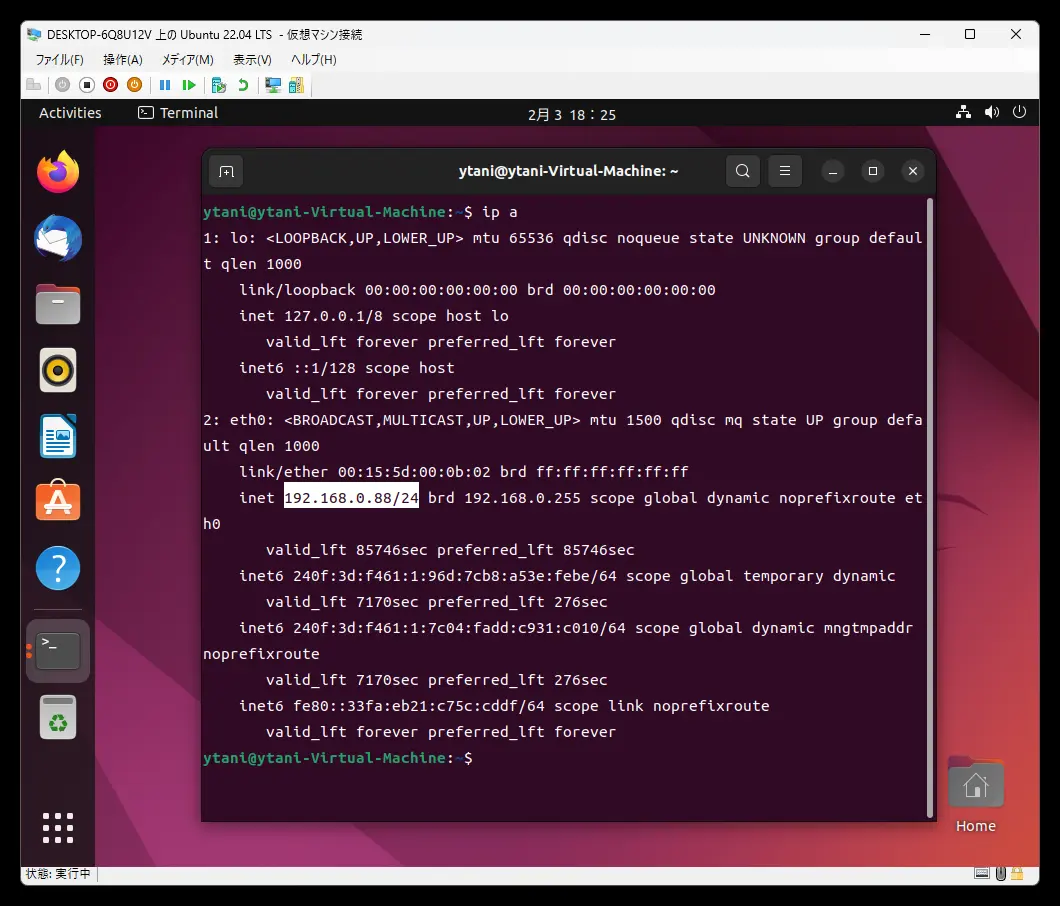 DESKTOP-6Q8U12V 上の Ubuntu 22.04 LTS - 仮想マシン接続
ファイル(F) 操作(A) メディア(M) 表示(V) ヘルプ(H)
Activities Terminal 2月 3 18：25
ytani@ytani-Virtual-Machine: ~
ytani@ytani-Virtual-Machine:~$ ip a
1: lo: <LOOPBACK,UP,LOWER_UP> mtu 65536 qdisc noqueue state UNKNOWN group defaul
t qlen 1000
    link/loopback 00:00:00:00:00:00 brd 00:00:00:00:00:00
    inet 127.0.0.1/8 scope host lo
       valid_lft forever preferred_lft forever
    inet6 ::1/128 scope host
       valid_lft forever preferred_lft forever
2: eth0: <BROADCAST,MULTICAST,UP,LOWER_UP> mtu 1500 qdisc mq state UP group defa
ult qlen 1000
    link/ether 00:15:5d:00:0b:02 brd ff:ff:ff:ff:ff:ff
    inet 192.168.0.88/24 brd 192.168.0.255 scope global dynamic noprefixroute et
h0
       valid_lft 85746sec preferred_lft 85746sec
    inet6 240f:3d:f461:1:96d:7cb8:a53e:febe/64 scope global temporary dynamic
       valid_lft 7170sec preferred_lft 276sec
    inet6 240f:3d:f461:1:7c04:fadd:c931:c010/64 scope global dynamic mngtmpaddr
noprefixroute
       valid_lft 7170sec preferred_lft 276sec
    inet6 fe80::33fa:eb21:c75c:cddf/64 scope link noprefixroute
       valid_lft forever preferred_lft forever
ytani@ytani-Virtual-Machine:~$
Home
状態: 実行中